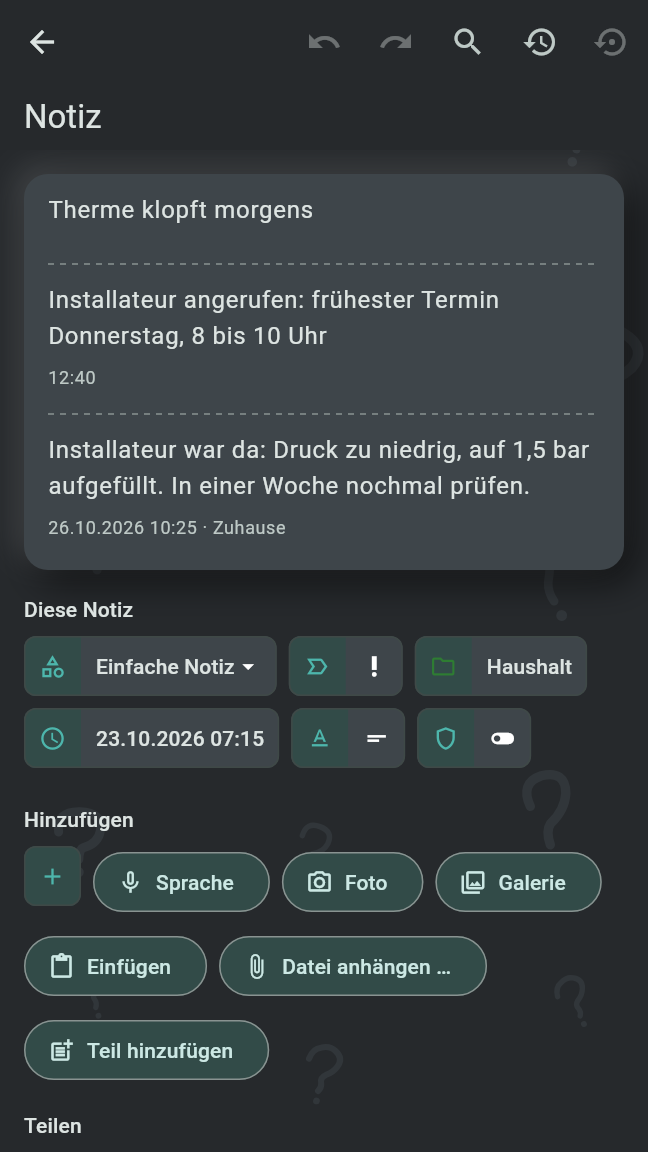 Notiz
Therme klopft morgens
Installateur angerufen: frühester Termin
Donnerstag, 8 bis 10 Uhr
12:40
Installateur war da: Druck zu niedrig, auf 1,5 bar
aufgefüllt. In einer Woche nochmal prüfen.
26.10.2026 10:25 · Zuhause
Diese Notiz
Einfache Notiz
Haushalt
23.10.2026 07:15
Hinzufügen
Sprache
Foto
Galerie
Einfügen
Datei anhängen …
Teil hinzufügen
Teilen